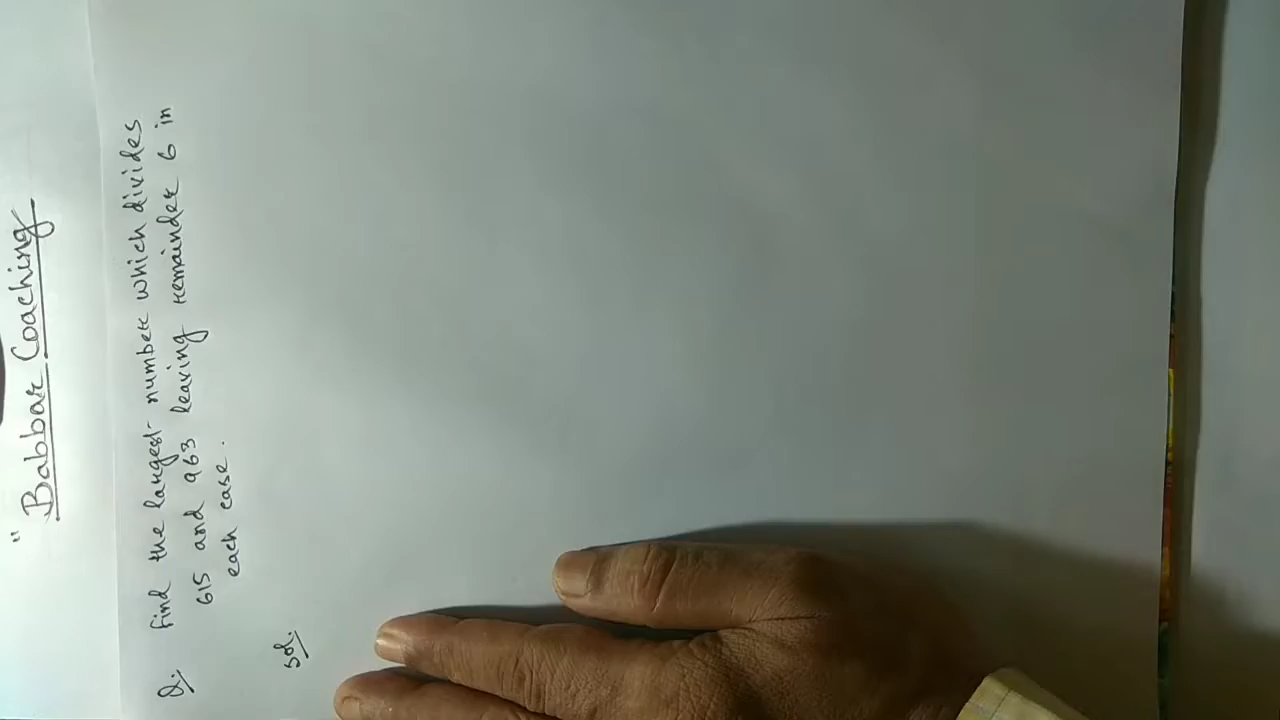 " Babbar Coaching
Q. find the largest number which divides
615 and 963 leaving remainder 6 in
each case.
Sol.